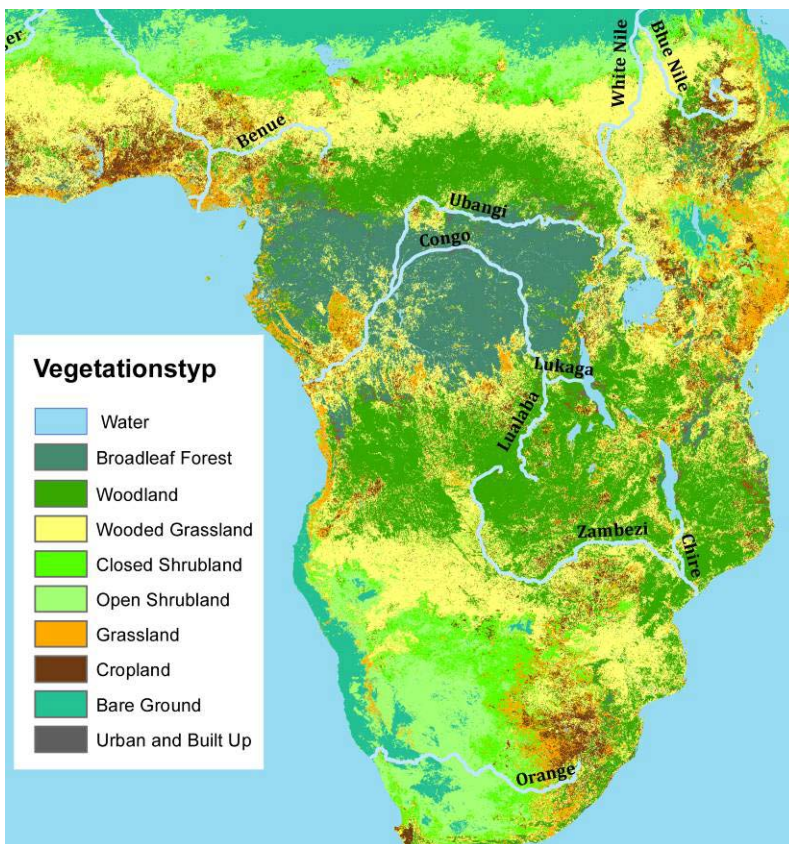 ger
White Nile
Blue Nile
Benue
Ubangi
Congo
Lukaga
Lualaba
Zambezi
Chire
Orange
Vegetationstyp
Water
Broadleaf Forest
Woodland
Wooded Grassland
Closed Shrubland
Open Shrubland
Grassland
Cropland
Bare Ground
Urban and Built Up